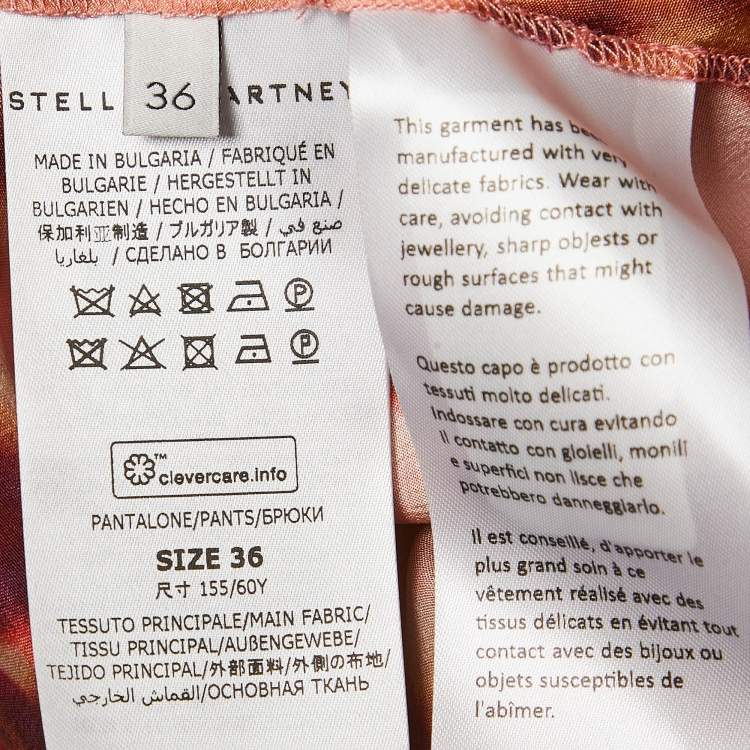 STELL
36
ARTNEY
MADE IN BULGARIA / FABRIQUÉ EN
BULGARIE / HERGESTELLT IN
BULGARIEN / HECHO EN BULGARIA /
保加利亚制造 / ブルガリア製 / صنع في
بلغاريا / СДЕЛАНО В БОЛГАРИИ
™
clevercare.info
PANTALONE/PANTS/БРЮКИ
SIZE 36
尺寸 155/60Y
TESSUTO PRINCIPALE/MAIN FABRIC/
TISSU PRINCIPAL/AUßENGEWEBE/
TEJIDO PRINCIPAL/外部面料/外側の布地/
القماش الخارجي/ОСНОВНАЯ ТКАНЬ
This garment has
manufactured with very
delicate fabrics. Wear with
care, avoiding contact with
jewellery, sharp objests or
rough surfaces that might
cause damage.
Questo capo è prodotto con
tessuti molto delicati.
Indossare con cura evitando
il contatto con gioielli, monili
e superfici non lisce che
potrebbero danneggiarlo.
Il est conseillé, d'apporter le
plus grand soin à ce
vêtement réalisé avec des
tissus délicats en évitant tout
contact avec des bijoux ou
objets susceptibles de
l'abîmer.